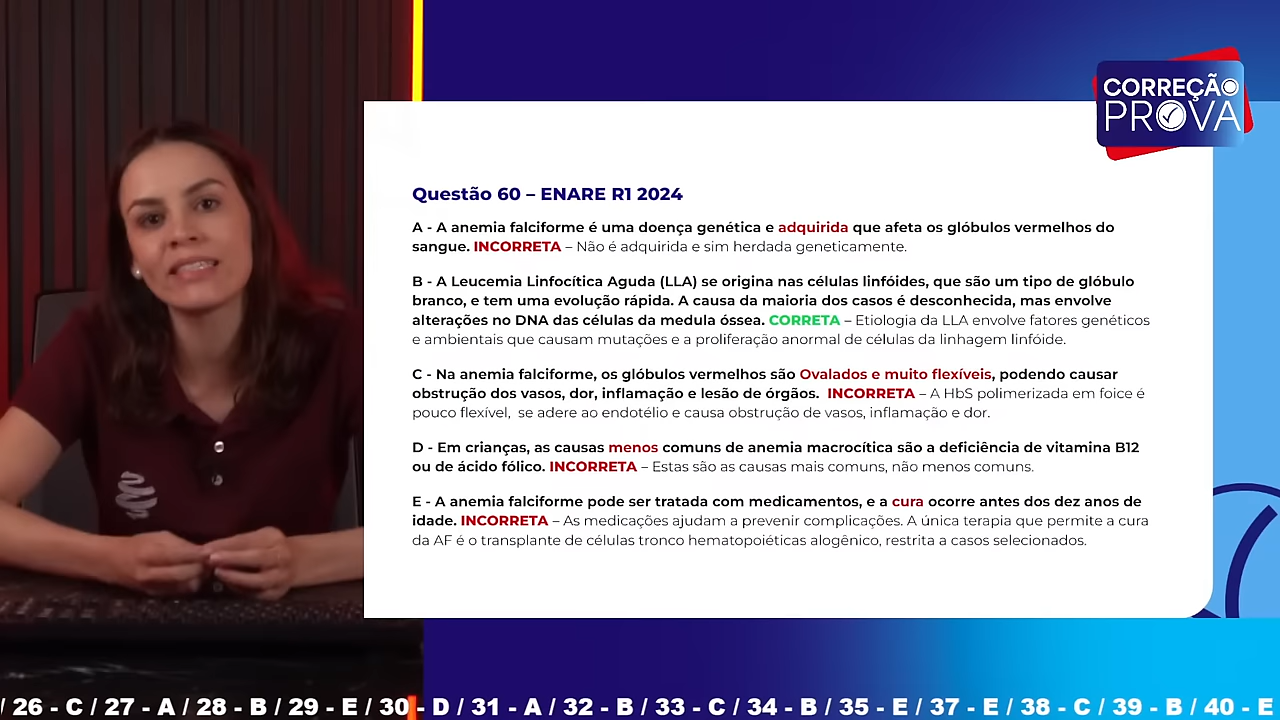 CORREÇÃO
PROVA
Questão 60 – ENARE R1 2024
A - A anemia falciforme é uma doença genética e adquirida que afeta os glóbulos vermelhos do
sangue. INCORRETA – Não é adquirida e sim herdada geneticamente.
B - A Leucemia Linfocítica Aguda (LLA) se origina nas células linfóides, que são um tipo de glóbulo
branco, e tem uma evolução rápida. A causa da maioria dos casos é desconhecida, mas envolve
alterações no DNA das células da medula óssea. CORRETA – Etiologia da LLA envolve fatores genéticos
e ambientais que causam mutações e a proliferação anormal de células da linhagem linfóide.
C - Na anemia falciforme, os glóbulos vermelhos são Ovalados e muito flexíveis, podendo causar
obstrução dos vasos, dor, inflamação e lesão de órgãos. INCORRETA – A HbS polimerizada em foice é
pouco flexível, se adere ao endotélio e causa obstrução de vasos, inflamação e dor.
D - Em crianças, as causas menos comuns de anemia macrocítica são a deficiência de vitamina B12
ou de ácido fólico. INCORRETA – Estas são as causas mais comuns, não menos comuns.
E - A anemia falciforme pode ser tratada com medicamentos, e a cura ocorre antes dos dez anos de
idade. INCORRETA – As medicações ajudam a prevenir complicações. A única terapia que permite a cura
da AF é o transplante de células tronco hematopoiéticas alogênico, restrita a casos selecionados.
/ 26 - C / 27 - A / 28 - B / 29 - E / 30 - D / 31 - A / 32 - B / 33 - C / 34 - B / 35 - E / 37 - E / 38 - C / 39 - B / 40 - E